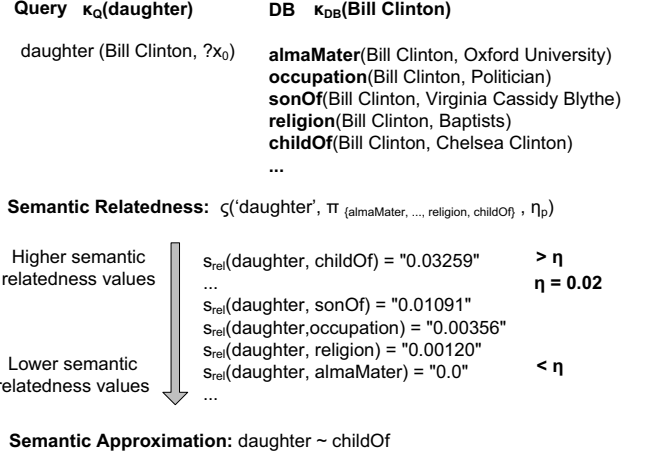 Query κQ(daughter) DB κDB(Bill Clinton)
daughter (Bill Clinton, ?x0) almaMater(Bill Clinton, Oxford University)
occupation(Bill Clinton, Politician)
sonOf(Bill Clinton, Virginia Cassidy Blythe)
religion(Bill Clinton, Baptists)
childOf(Bill Clinton, Chelsea Clinton)
...
Semantic Relatedness: ς('daughter', π {almaMater, ..., religion, childOf} , ηp)
Higher semantic
relatedness values
srel(daughter, childOf) = "0.03259" > η
... η = 0.02
srel(daughter, sonOf) = "0.01091"
srel(daughter,occupation) = "0.00356"
srel(daughter, religion) = "0.00120"
srel(daughter, almaMater) = "0.0" < η
...
Lower semantic
relatedness values
Semantic Approximation: daughter ~ childOf